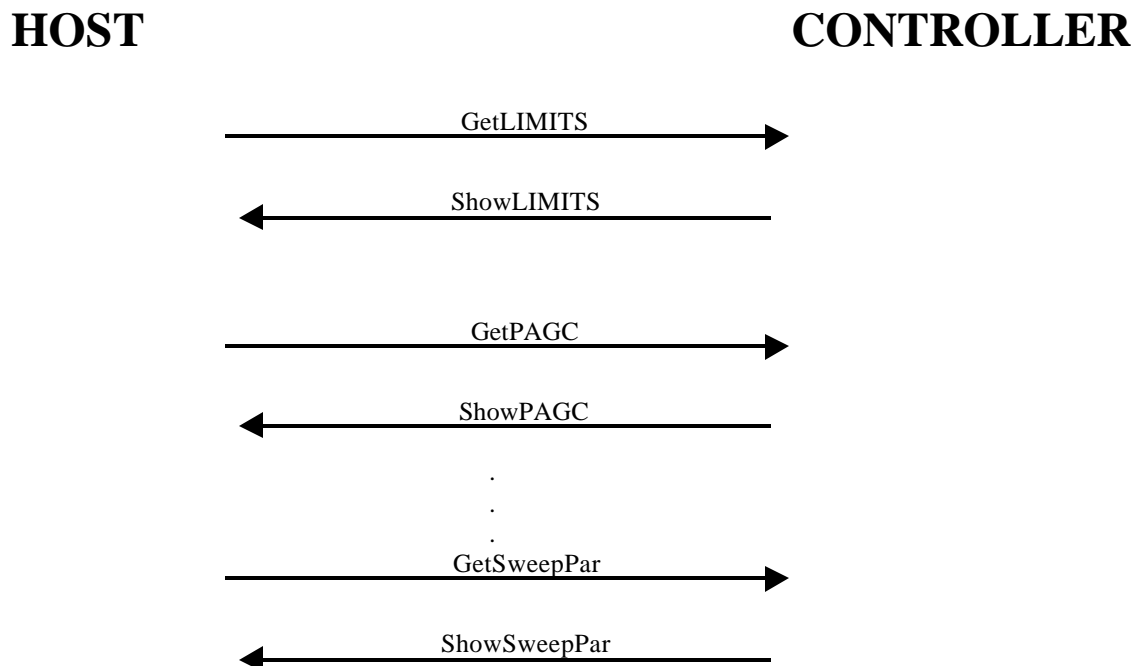 HOST CONTROLLER
GetLIMITS
ShowLIMITS
GetPAGC
ShowPAGC
.
.
.
GetSweepPar
ShowSweepPar